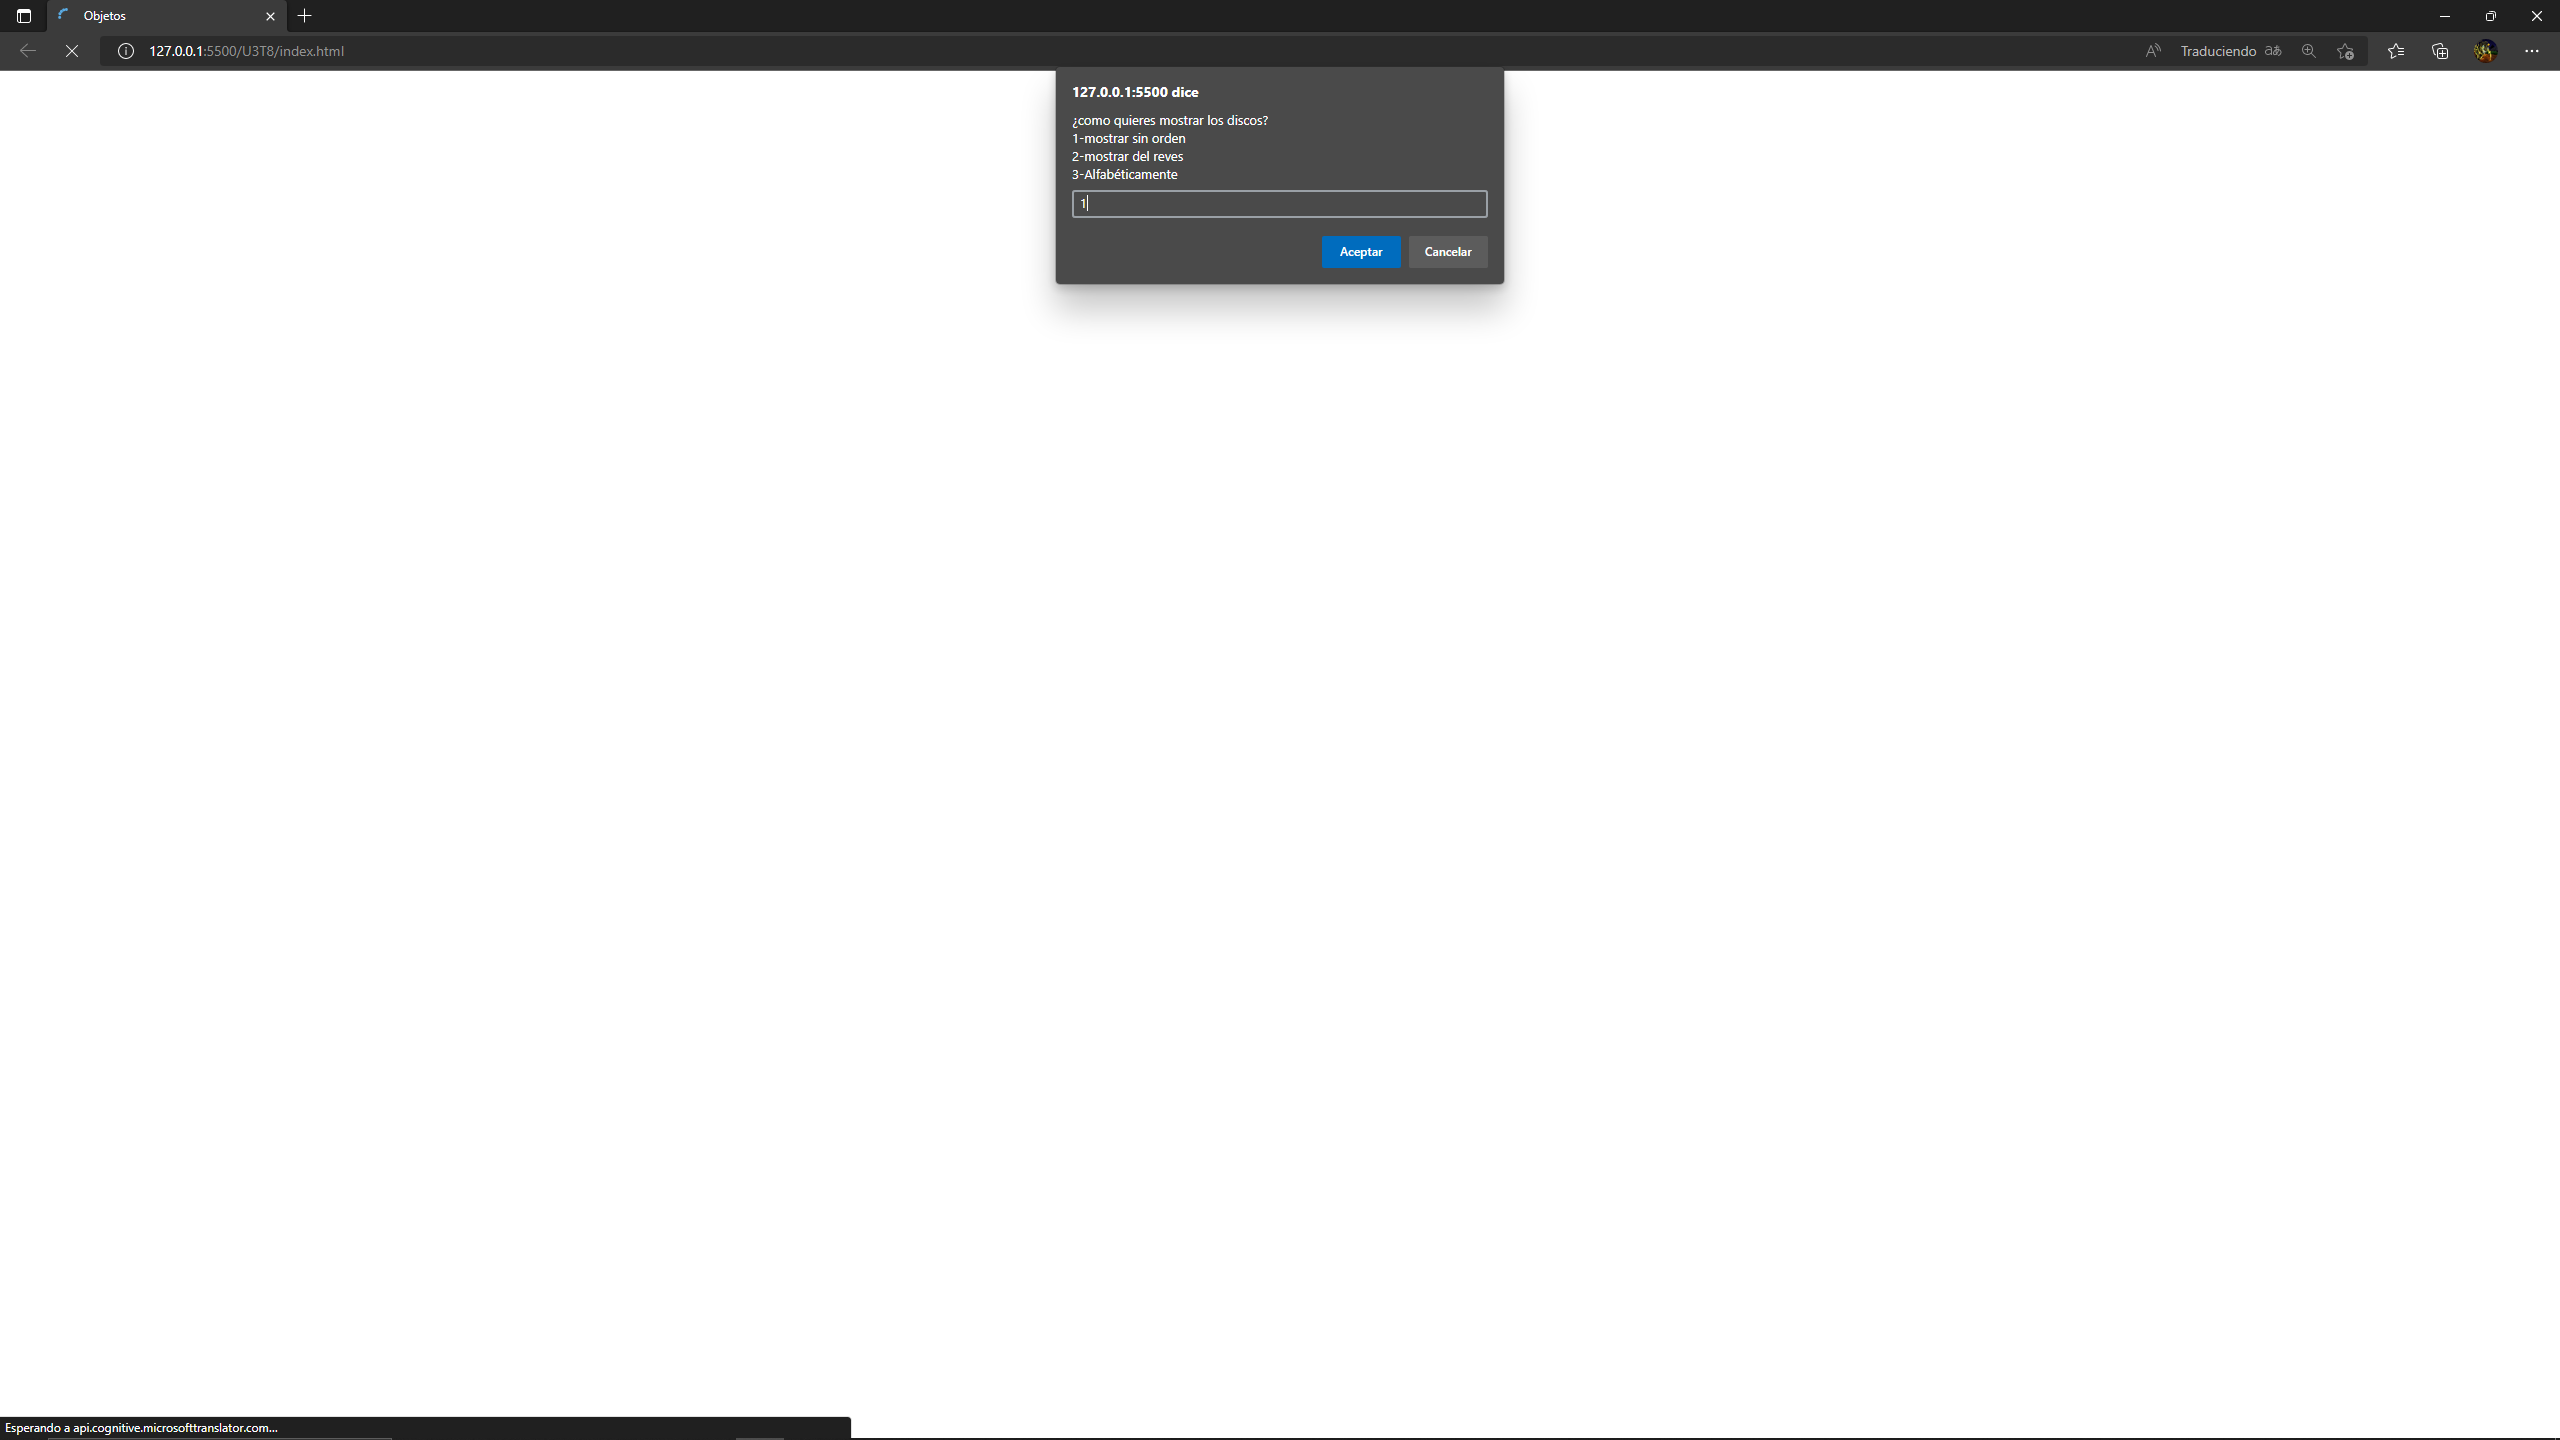 Objetos
127.0.0.1:5500/U3T8/index.html
Traduciendo
127.0.0.1:5500 dice
¿como quieres mostrar los discos?
1-mostrar sin orden
2-mostrar del reves
3-Alfabéticamente
1
Aceptar
Cancelar
Esperando a api.cognitive.microsofttranslator.com...